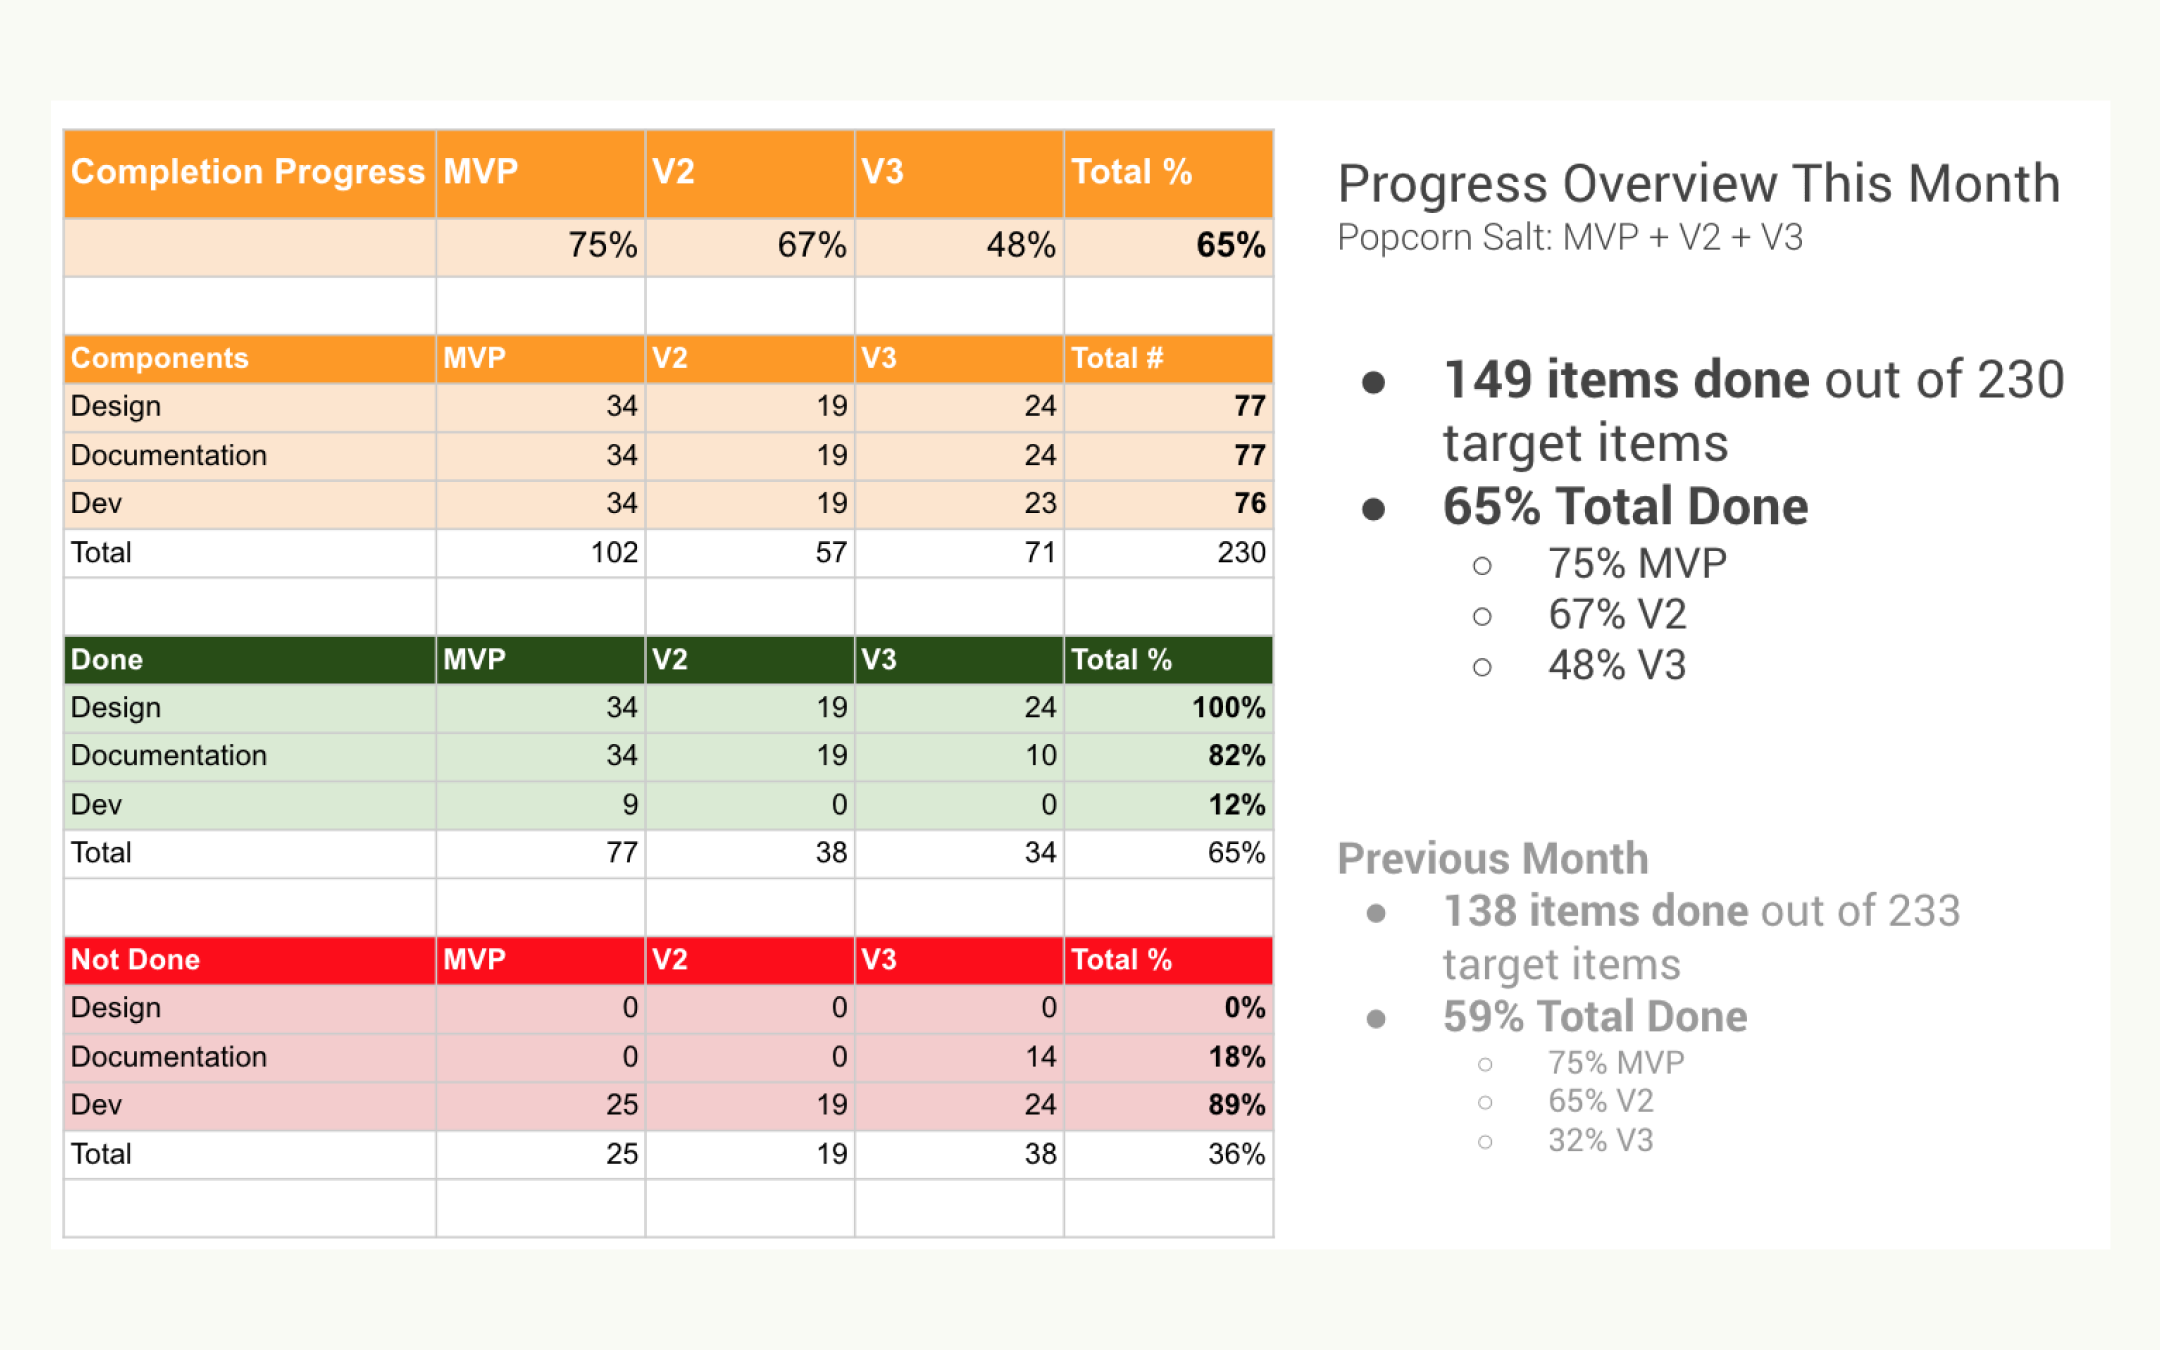 Completion Progress MVP V2 V3 Total %
75% 67% 48% 65%
Components MVP V2 V3 Total #
Design 34 19 24 77
Documentation 34 19 24 77
Dev 34 19 23 76
Total 102 57 71 230
Done MVP V2 V3 Total %
Design 34 19 24 100%
Documentation 34 19 10 82%
Dev 9 0 0 12%
Total 77 38 34 65%
Not Done MVP V2 V3 Total %
Design 0 0 0 0%
Documentation 0 0 14 18%
Dev 25 19 24 89%
Total 25 19 38 36%
Progress Overview This Month
Popcorn Salt: MVP + V2 + V3
● 149 items done out of 230
target items
● 65% Total Done
○ 75% MVP
○ 67% V2
○ 48% V3
Previous Month
● 138 items done out of 233
target items
● 59% Total Done
○ 75% MVP
○ 65% V2
○ 32% V3